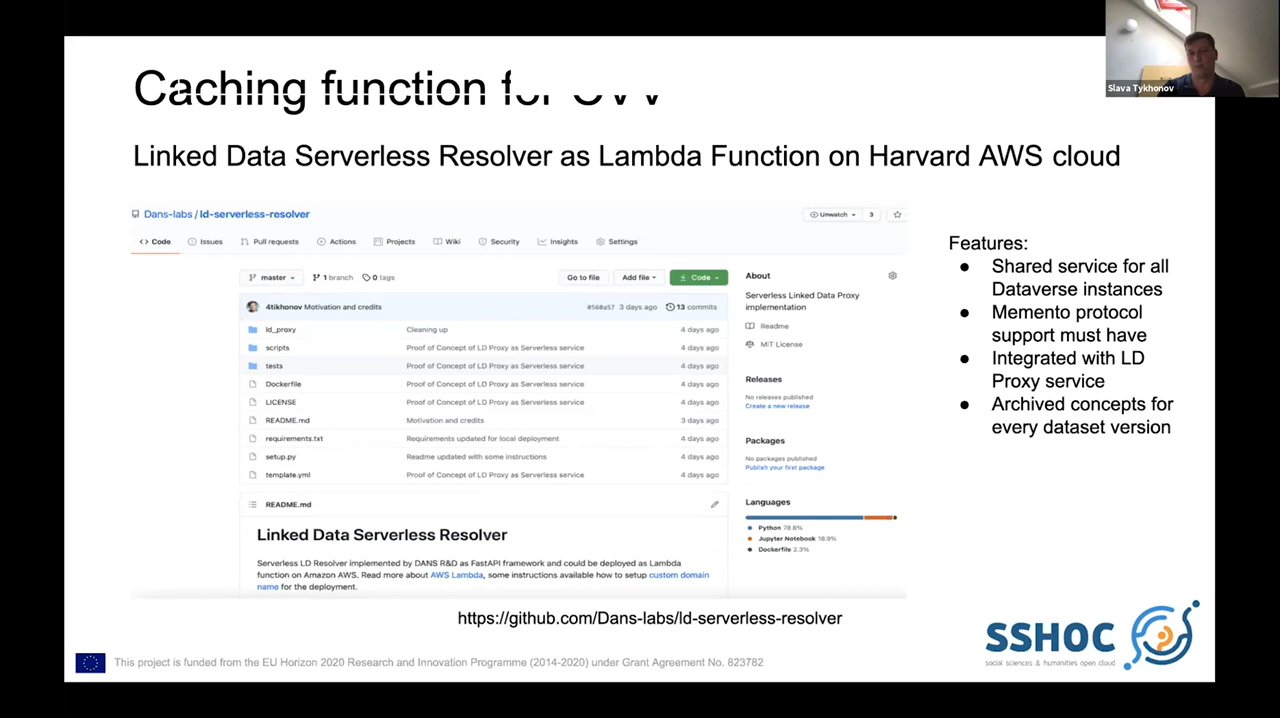 Caching function for CVV
Slava Tykhonov
Linked Data Serverless Resolver as Lambda Function on Harvard AWS cloud
Dans-labs / ld-serverless-resolver
Unwatch 3
Code Issues Pull requests Actions Projects Wiki Security Insights Settings
master 1 branch 0 tags Go to file Add file Code
4tikhonov Motivation and credits 3 days ago 13 commits
ld_proxy Cleaning up 4 days ago
scripts Proof of Concept of LD Proxy as Serverless service 4 days ago
tests Proof of Concept of LD Proxy as Serverless service 4 days ago
Dockerfile Proof of Concept of LD Proxy as Serverless service 4 days ago
LICENSE Proof of Concept of LD Proxy as Serverless service 4 days ago
README.md Motivation and credits 3 days ago
requirements.txt Requirements updated for local deployment 4 days ago
setup.py Readme updated with some instructions 4 days ago
template.yml Proof of Concept of LD Proxy as Serverless service 4 days ago
README.md
Linked Data Serverless Resolver
Serverless LD Resolver implemented by DANS R&D as FastAPI framework and could be deployed as Lambda
function on Amazon AWS. Read more about AWS Lambda, some instructions available how to setup custom domain
name for the deployment.
About
Serverless Linked Data Proxy
implementation
Readme
MIT License
Releases
No releases published
Create a new release
Packages
No packages published
Publish your first package
Languages
Python 78.8%
Jupyter Notebook 18.9%
Dockerfile 2.3%
Features:
● Shared service for all
Dataverse instances
● Memento protocol
support must have
● Integrated with LD
Proxy service
● Archived concepts for
every dataset version
https://github.com/Dans-labs/ld-serverless-resolver
SSHOC
social sciences & humanities open cloud
This project is funded from the EU Horizon 2020 Research and Innovation Programme (2014-2020) under Grant Agreement No. 823782